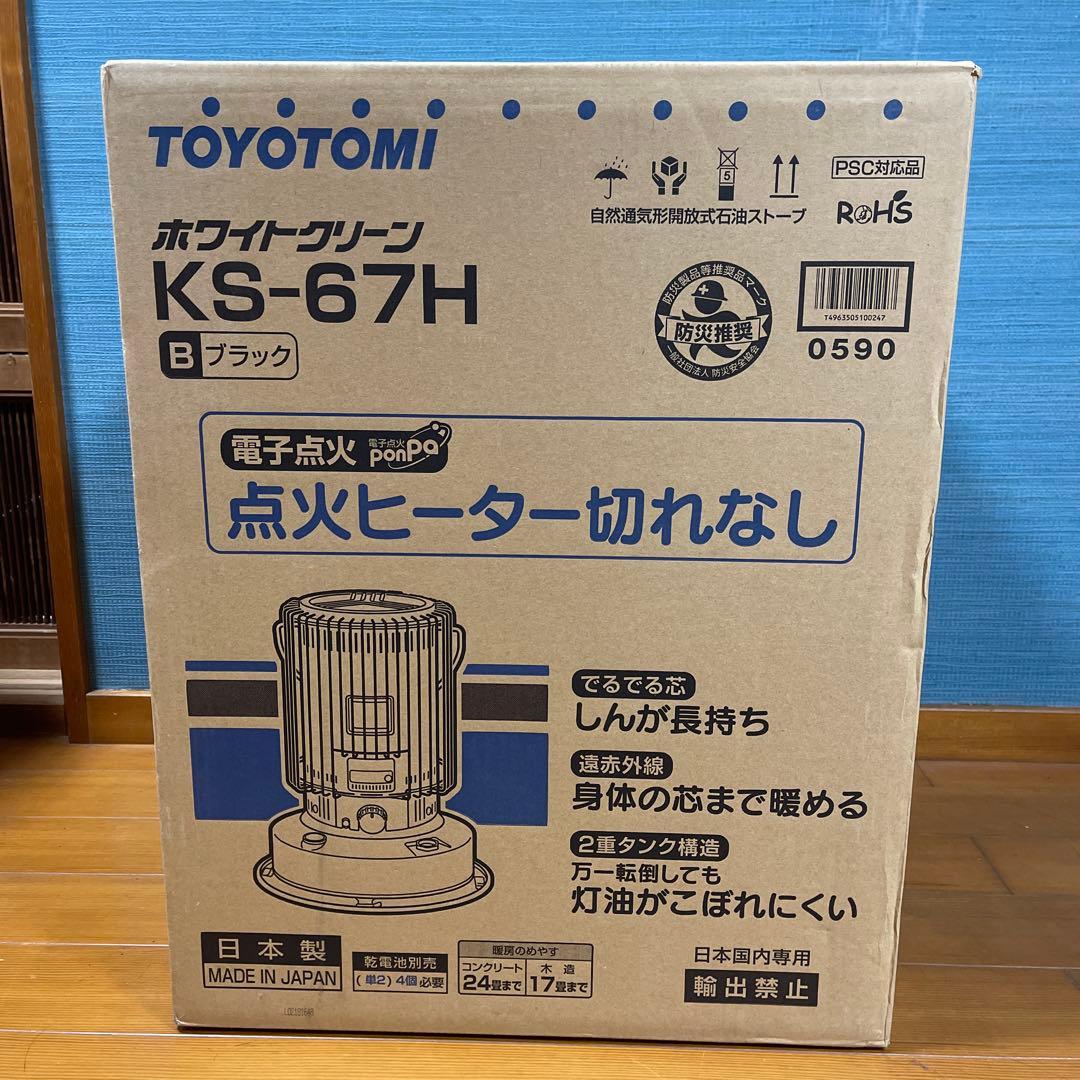 TOYOTOMI
5
PSC対応品
自然通気形開放式石油ストーブ
RoHS
ホワイトクリーン
KS-67H
B ブラック
防災製品等推奨品マーク
防災推奨
一般社団法人 防災安全協会
T4963505100247
0590
電子点火 電子点火 ponPa
点火ヒーター切れなし
でるでる芯
しんが長持ち
遠赤外線
身体の芯まで暖める
2重タンク構造
万一転倒しても
灯油がこぼれにくい
日本製
MADE IN JAPAN
乾電池別売
(単2)4個必要
暖房のめやす
コンクリート 木造
24畳まで 17畳まで
日本国内専用
輸出禁止